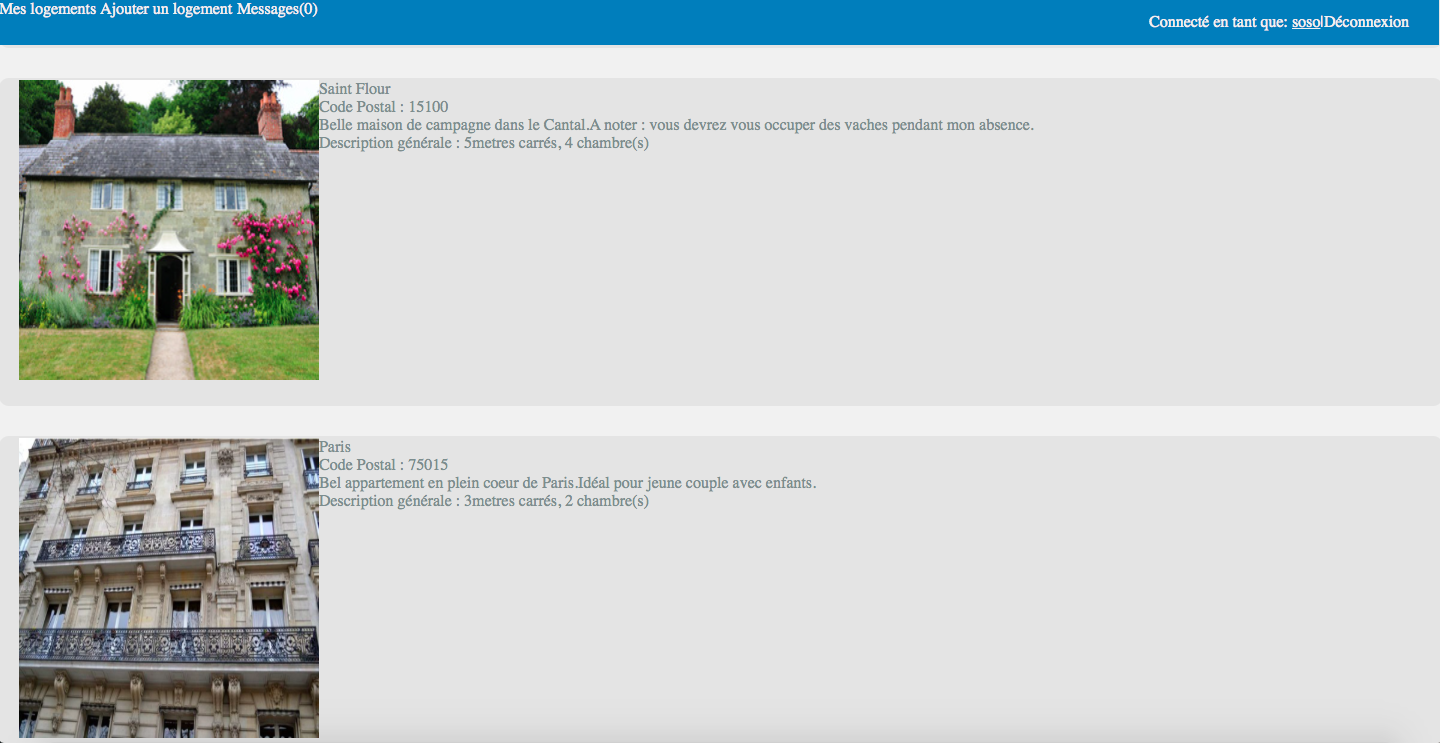 Mes logements Ajouter un logement Messages(0)
Connecté en tant que: soso|Déconnexion
Saint Flour
Code Postal : 15100
Belle maison de campagne dans le Cantal.A noter : vous devrez vous occuper des vaches pendant mon absence.
Description générale : 5metres carrés, 4 chambre(s)
Paris
Code Postal : 75015
Bel appartement en plein coeur de Paris.Idéal pour jeune couple avec enfants.
Description générale : 3metres carrés, 2 chambre(s)